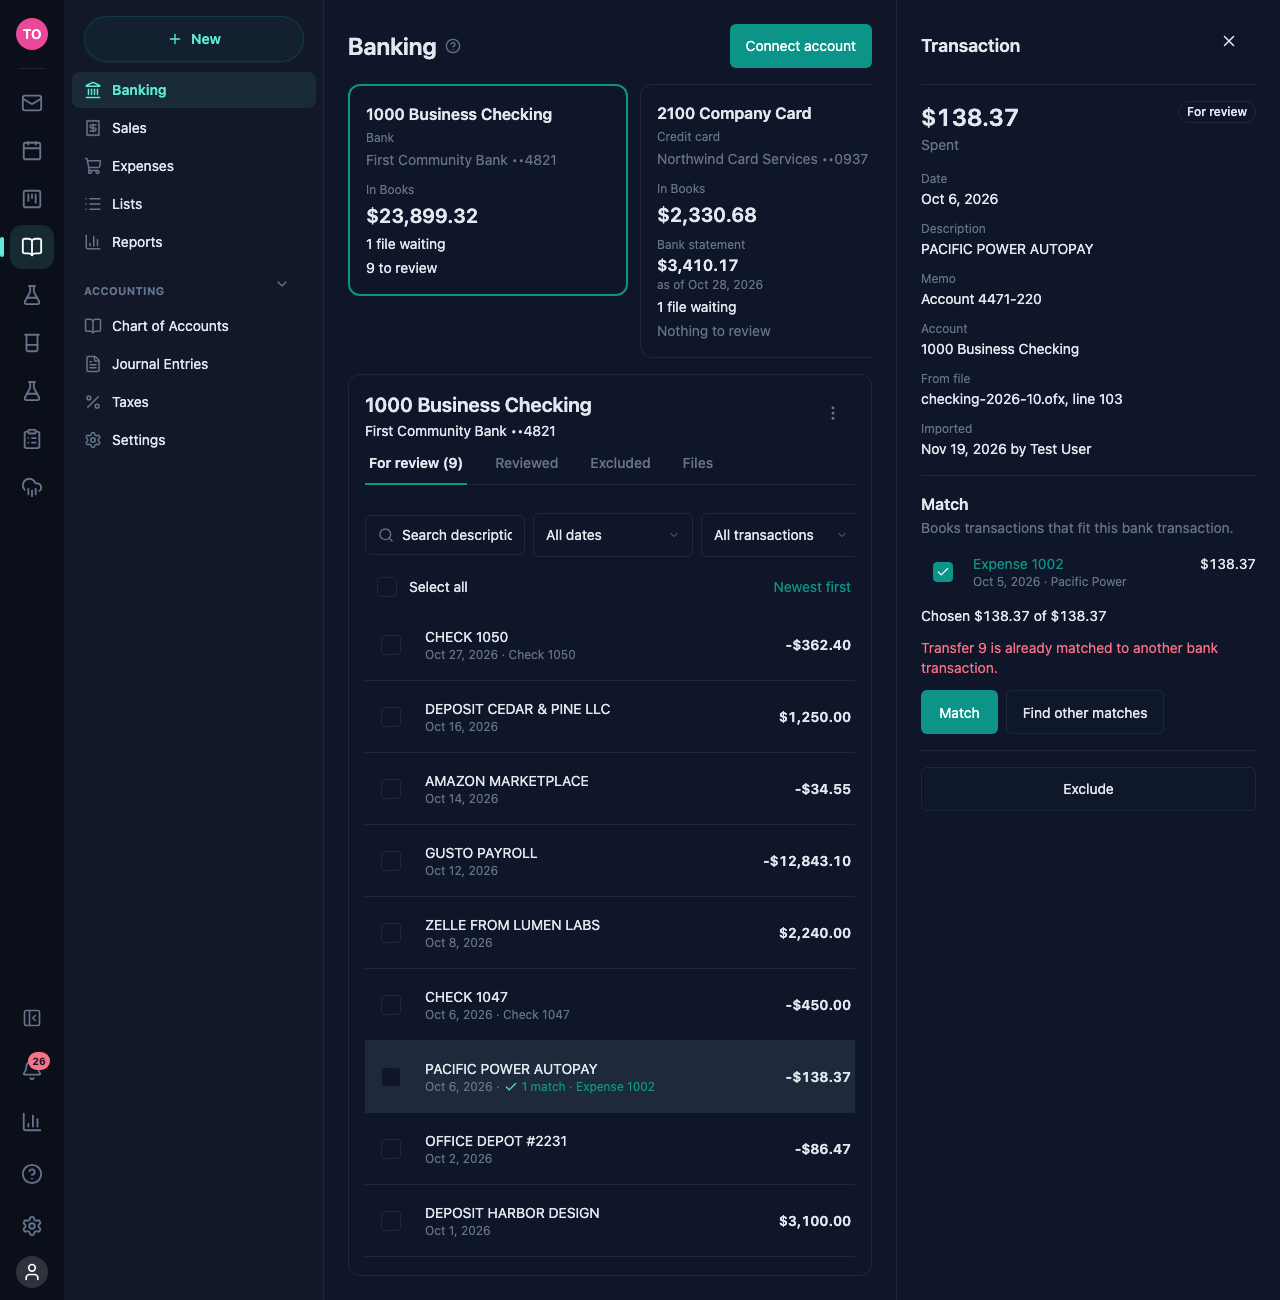 TO
New
Banking
Sales
Expenses
Lists
Reports
ACCOUNTING
Chart of Accounts
Journal Entries
Taxes
Settings
26
Banking
Connect account
1000 Business Checking
Bank
First Community Bank ••4821
In Books
$23,899.32
1 file waiting
9 to review
2100 Company Card
Credit card
Northwind Card Services ••0937
In Books
$2,330.68
Bank statement
$3,410.17
as of Oct 28, 2026
1 file waiting
Nothing to review
1000 Business Checking
First Community Bank ••4821
For review (9)
Reviewed
Excluded
Files
Search descriptic
All dates
All transactions
Select all
Newest first
CHECK 1050
Oct 27, 2026 · Check 1050
-$362.40
DEPOSIT CEDAR & PINE LLC
Oct 16, 2026
$1,250.00
AMAZON MARKETPLACE
Oct 14, 2026
-$34.55
GUSTO PAYROLL
Oct 12, 2026
-$12,843.10
ZELLE FROM LUMEN LABS
Oct 8, 2026
$2,240.00
CHECK 1047
Oct 6, 2026 · Check 1047
-$450.00
PACIFIC POWER AUTOPAY
Oct 6, 2026 · 1 match · Expense 1002
-$138.37
OFFICE DEPOT #2231
Oct 2, 2026
-$86.47
DEPOSIT HARBOR DESIGN
Oct 1, 2026
$3,100.00
Transaction
$138.37
For review
Spent
Date
Oct 6, 2026
Description
PACIFIC POWER AUTOPAY
Memo
Account 4471-220
Account
1000 Business Checking
From file
checking-2026-10.ofx, line 103
Imported
Nov 19, 2026 by Test User
Match
Books transactions that fit this bank transaction.
Expense 1002
$138.37
Oct 5, 2026 · Pacific Power
Chosen $138.37 of $138.37
Transfer 9 is already matched to another bank
transaction.
Match
Find other matches
Exclude